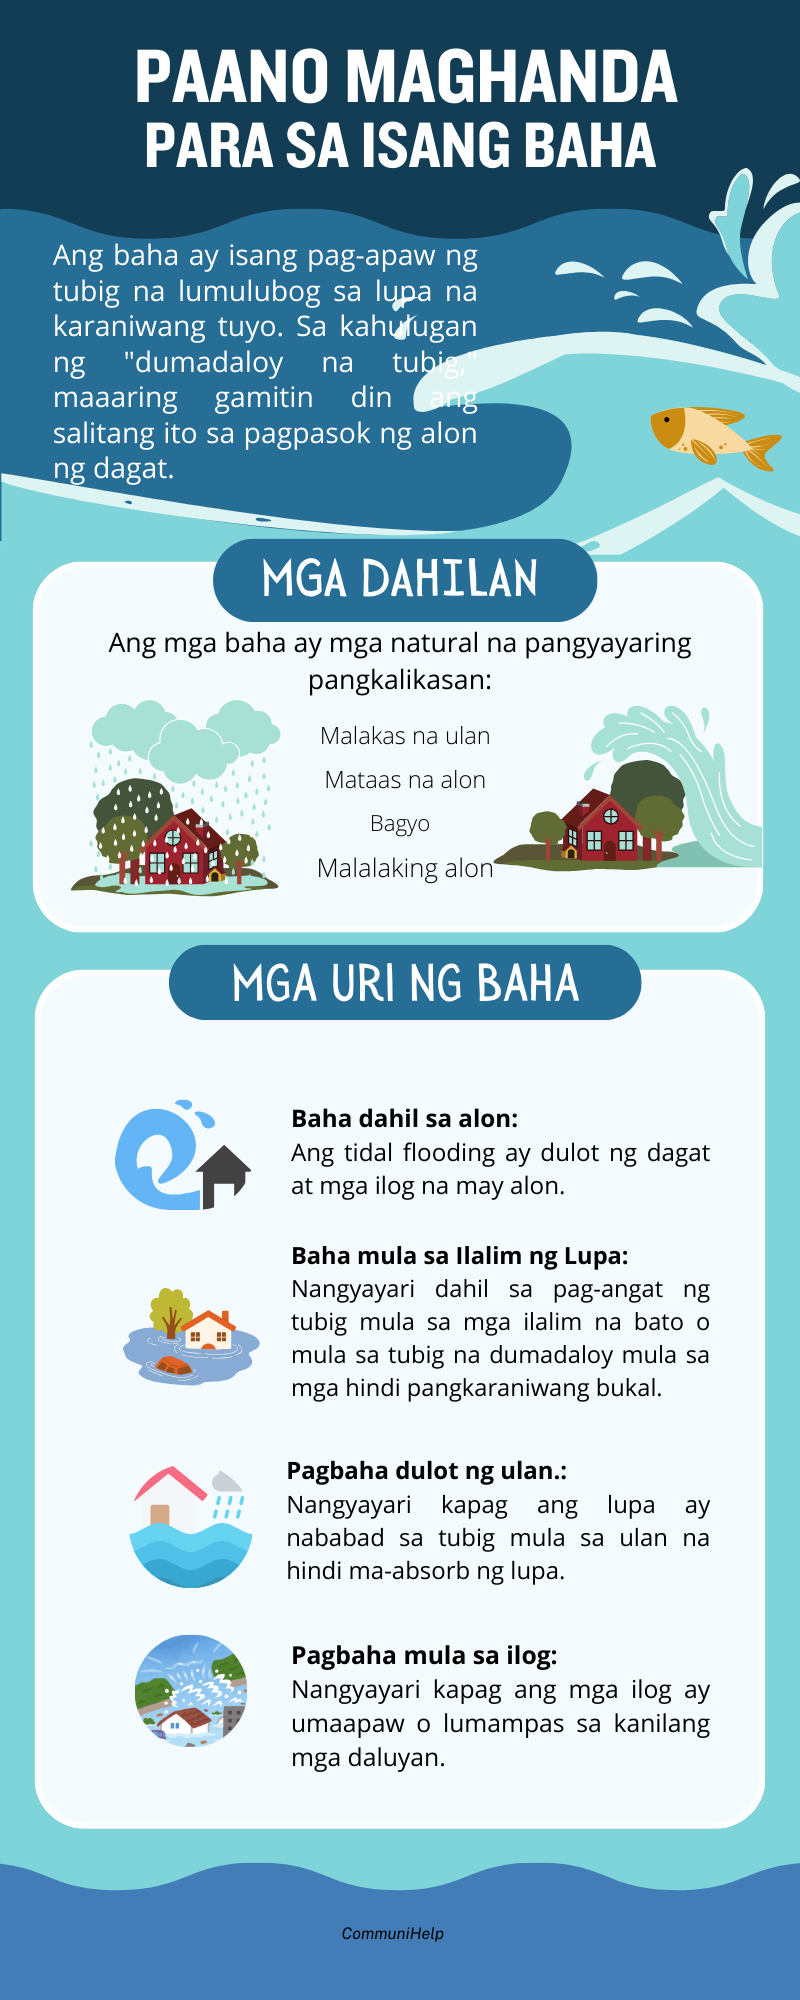 PAANO MAGHANDA
PARA SA ISANG BAHA
Ang baha ay isang pag-apaw ng
tubig na lumulubog sa lupa na
karaniwang tuyo. Sa kahulugan
ng "dumadaloy na tubig,"
maaaring gamitin din ang
salitang ito sa pagpasok ng alon
ng dagat.
MGA DAHILAN
Ang mga baha ay mga natural na pangyayaring
pangkalikasan:
Malakas na ulan
Mataas na alon
Bagyo
Malalaking alon
MGA URI NG BAHA
Baha dahil sa alon:
Ang tidal flooding ay dulot ng dagat
at mga ilog na may alon.
Baha mula sa Ilalim ng Lupa:
Nangyayari dahil sa pag-angat ng
tubig mula sa mga ilalim na bato o
mula sa tubig na dumadaloy mula sa
mga hindi pangkaraniwang bukal.
Pagbaha dulot ng ulan.:
Nangyayari kapag ang lupa ay
nababad sa tubig mula sa ulan na
hindi ma-absorb ng lupa.
Pagbaha mula sa ilog:
Nangyayari kapag ang mga ilog ay
umaapaw o lumampas sa kanilang
mga daluyan.
CommuniHelp